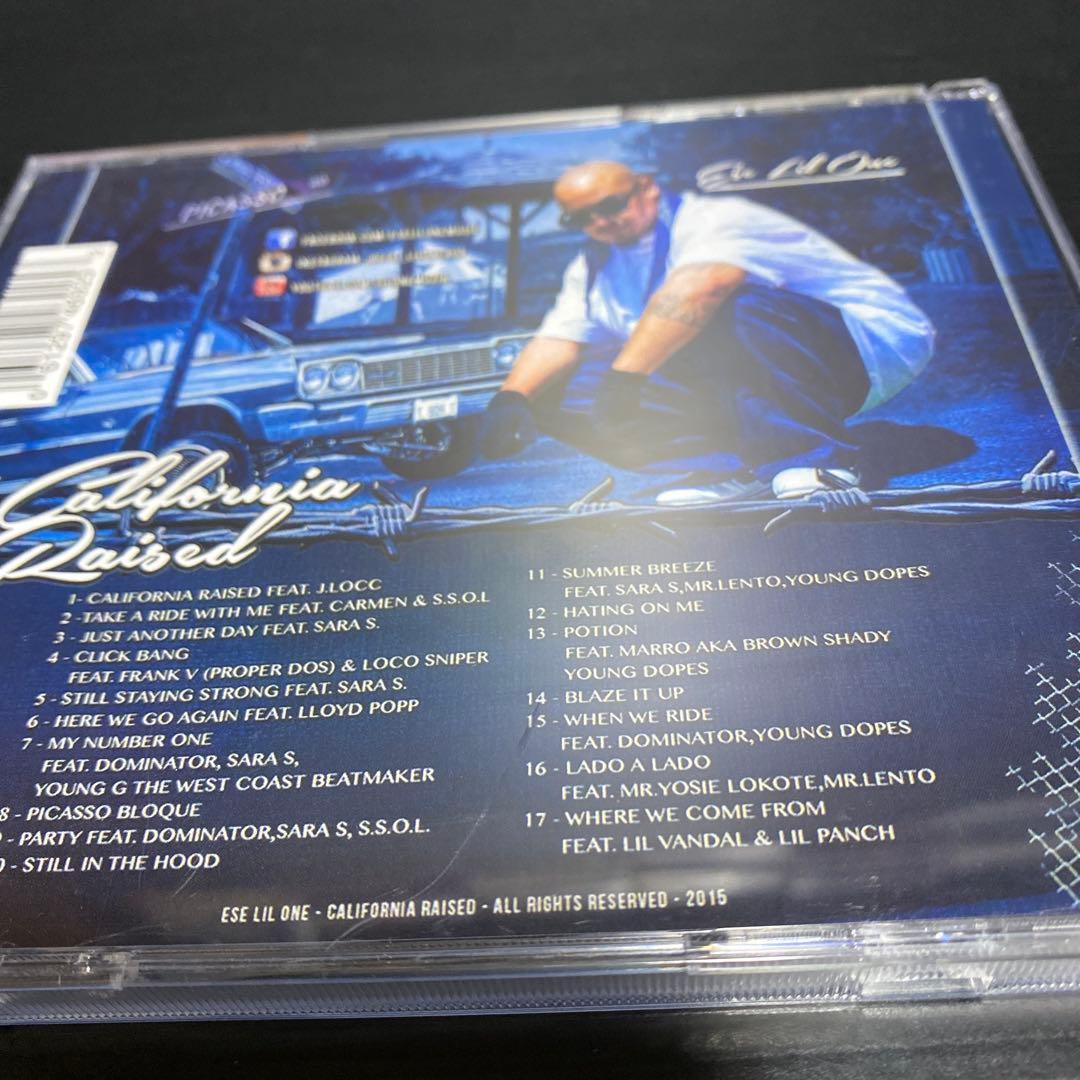 PICASSO
Ese Lil One
California
Raised
1- CALIFORNIA RAISED FEAT. J.LOCC
2 -TAKE A RIDE WITH ME FEAT. CARMEN & S.S.O.L
3 - JUST ANOTHER DAY FEAT. SARA S.
4 - CLICK BANG
FEAT. FRANK V (PROPER DOS) & LOCO SNIPER
5 - STILL STAYING STRONG FEAT. SARA S.
6 - HERE WE GO AGAIN FEAT. LLOYD POPP
7 - MY NUMBER ONE
FEAT. DOMINATOR, SARA S,
YOUNG G THE WEST COAST BEATMAKER
8 - PICASSO BLOQUE
- PARTY FEAT. DOMINATOR,SARA S, S.S.O.L.
0 - STILL IN THE HOOD
11 - SUMMER BREEZE
FEAT. SARA S,MR.LENTO,YOUNG DOPES
12 - HATING ON ME
13 - POTION
FEAT. MARRO AKA BROWN SHADY
YOUNG DOPES
14 - BLAZE IT UP
15 - WHEN WE RIDE
FEAT. DOMINATOR,YOUNG DOPES
16 - LADO A LADO
FEAT. MR.YOSIE LOKOTE,MR.LENTO
17 - WHERE WE COME FROM
FEAT. LIL VANDAL & LIL PANCH
ESE LIL ONE - CALIFORNIA RAISED - ALL RIGHTS RESERVED - 2015